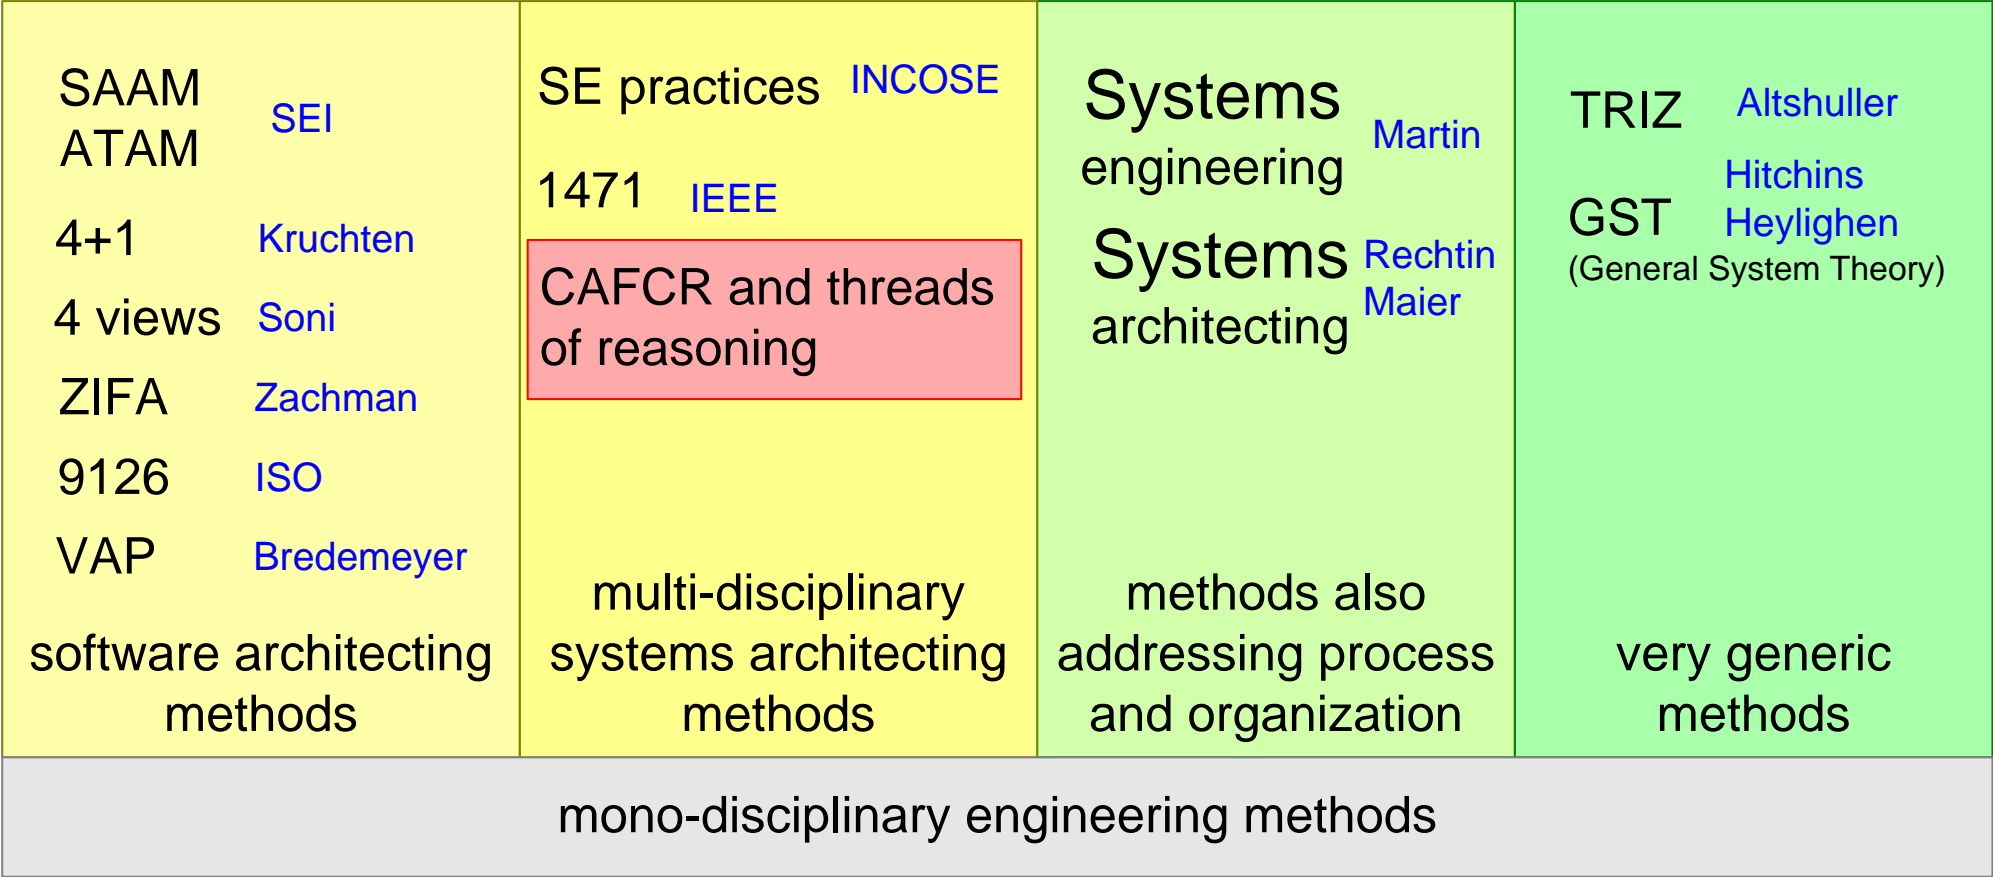 SAAM
ATAM
SEI
4+1 Kruchten
4 views Soni
ZIFA Zachman
9126 ISO
VAP Bredemeyer
software architecting
methods
SE practices INCOSE
1471 IEEE
CAFCR and threads
of reasoning
multi-disciplinary
systems architecting
methods
Systems
engineering
Martin
Systems
architecting
Rechtin
Maier
methods also
addressing process
and organization
TRIZ Altshuller
GST
(General System Theory)
Hitchins
Heylighen
very generic
methods
mono-disciplinary engineering methods